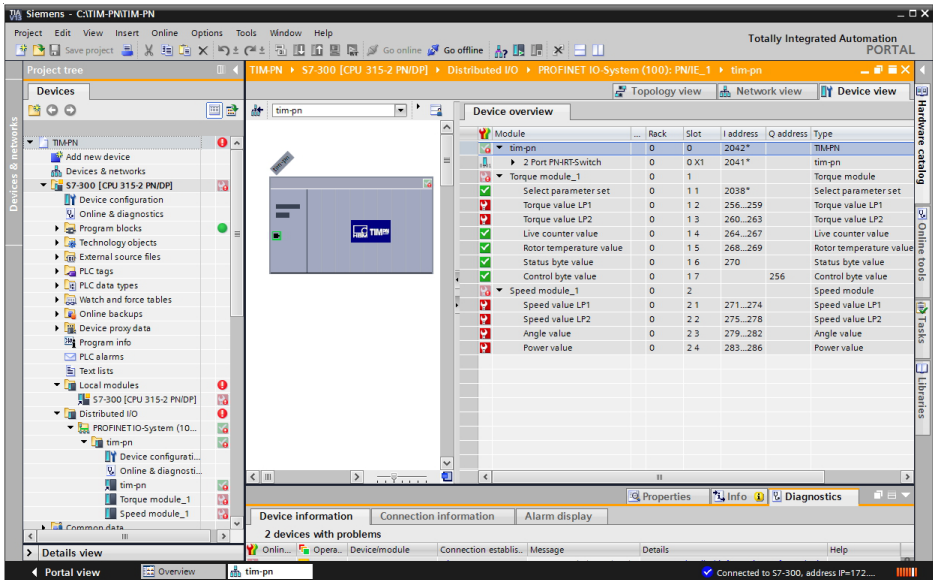 Siemens - C:\TIM-PN\TIM-PN
Project Edit View Insert Online Options Tools Window Help
Totally Integrated Automation
PORTAL
Save project Go online Go offline
Project tree
TIM-PN S7-300 [CPU 315-2 PN/DP] Distributed I/O PROFINET IO-System (100): PN/IE_1 tim-pn
Devices
Topology view Network view Device view
tim-pn
Device overview
Module ... Rack Slot I address Q address Type
tim-pn 0 0 2042* TIM-PN
2 Port PN-IRT-Switch 0 0 X1 2041* tim-pn
Torque module_1 0 1 Torque module
Select parameter set 0 1 1 2038* Select parameter set
Torque value LP1 0 1 2 256...259 Torque value LP1
Torque value LP2 0 1 3 260...263 Torque value LP2
Live counter value 0 1 4 264...267 Live counter value
Rotor temperature value 0 1 5 268...269 Rotor temperature value
Status byte value 0 1 6 270 Status byte value
Control byte value 0 1 7 256 Control byte value
Speed module_1 0 2 Speed module
Speed value LP1 0 2 1 271...274 Speed value LP1
Speed value LP2 0 2 2 275...278 Speed value LP2
Angle value 0 2 3 279...282 Angle value
Power value 0 2 4 283...286 Power value
TIM-PN
Add new device
Devices & networks
S7-300 [CPU 315-2 PN/DP]
Device configuration
Online & diagnostics
Program blocks
Technology objects
External source files
PLC tags
PLC data types
Watch and force tables
Online backups
Device proxy data
Program info
PLC alarms
Text lists
Local modules
S7-300 [CPU 315-2 PN/DP]
Distributed I/O
PROFINET IO-System (10...
tim-pn
Device configurati...
Online & diagnosti...
tim-pn
Torque module_1
Speed module_1
Common data
Details view
tim-pn
HBM TIM
Devices & networks
Hardware catalog
Online tools
Tasks
Libraries
Properties Info Diagnostics
Device information Connection information Alarm display
2 devices with problems
Onlin... Opera.. Device/module Connection establis.. Message Details Help
Portal view Overview tim-pn Connected to S7-300, address IP=172....